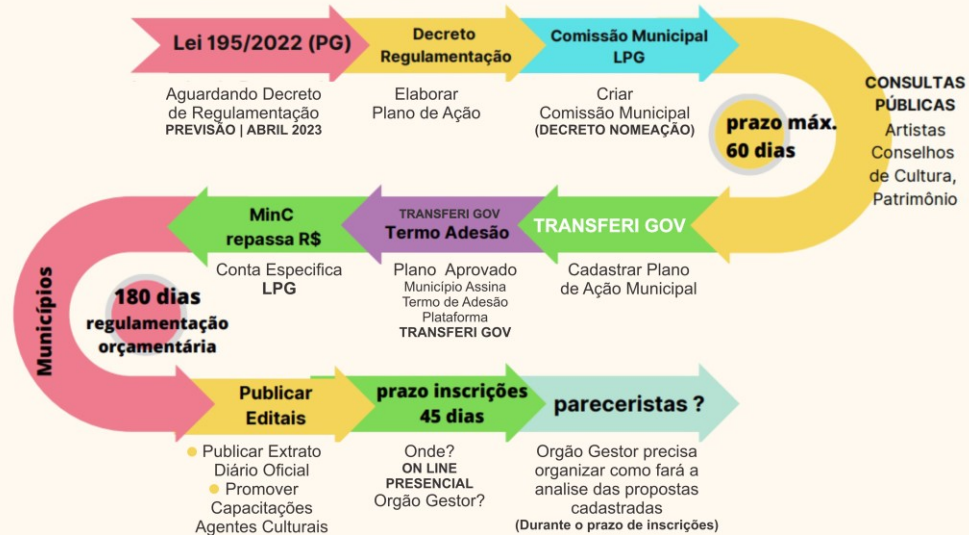 Lei 195/2022 (PG)
Aguardando Decreto
de Regulamentação
PREVISÃO | ABRIL 2023
Decreto
Regulamentação
Elaborar
Plano de Ação
Comissão Municipal
LPG
Criar
Comissão Municipal
(DECRETO NOMEAÇÃO)
prazo máx.
60 dias
CONSULTAS
PÚBLICAS
Artistas
Conselhos
de Cultura,
Patrimônio
TRANSFERI GOV
Cadastrar Plano
de Ação Municipal
TRANSFERI GOV
Termo Adesão
Plano Aprovado
Município Assina
Termo de Adesão
Plataforma
TRANSFERI GOV
MinC
repassa R$
Conta Especifica
LPG
Municípios
180 dias
regulamentação
orçamentária
Publicar
Editais
Publicar Extrato
Diário Oficial
Promover
Capacitações
Agentes Culturais
prazo inscrições
45 dias
Onde?
ON LINE
PRESENCIAL
Orgão Gestor?
pareceristas ?
Orgão Gestor precisa
organizar como fará a
analise das propostas
cadastradas
(Durante o prazo de inscrições)